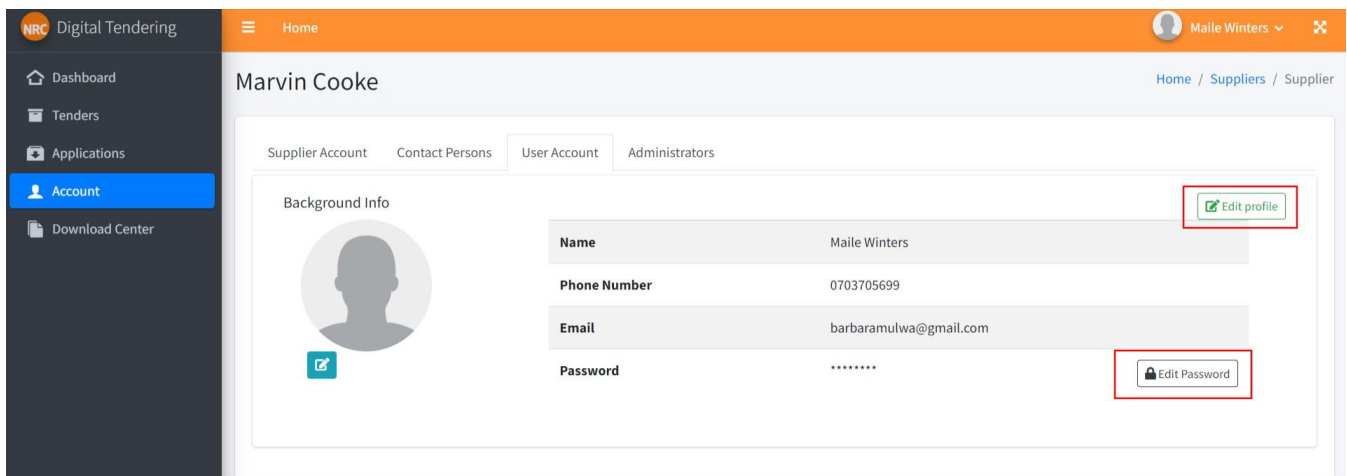 NRC Digital Tendering
Home
Maile Winters
Dashboard
Tenders
Applications
Account
Download Center
Marvin Cooke
Home / Suppliers / Supplier
Supplier Account Contact Persons User Account Administrators
Background Info
Edit profile
Name Maile Winters
Phone Number 0703705699
Email barbaramulwa@gmail.com
Password ********
Edit Password